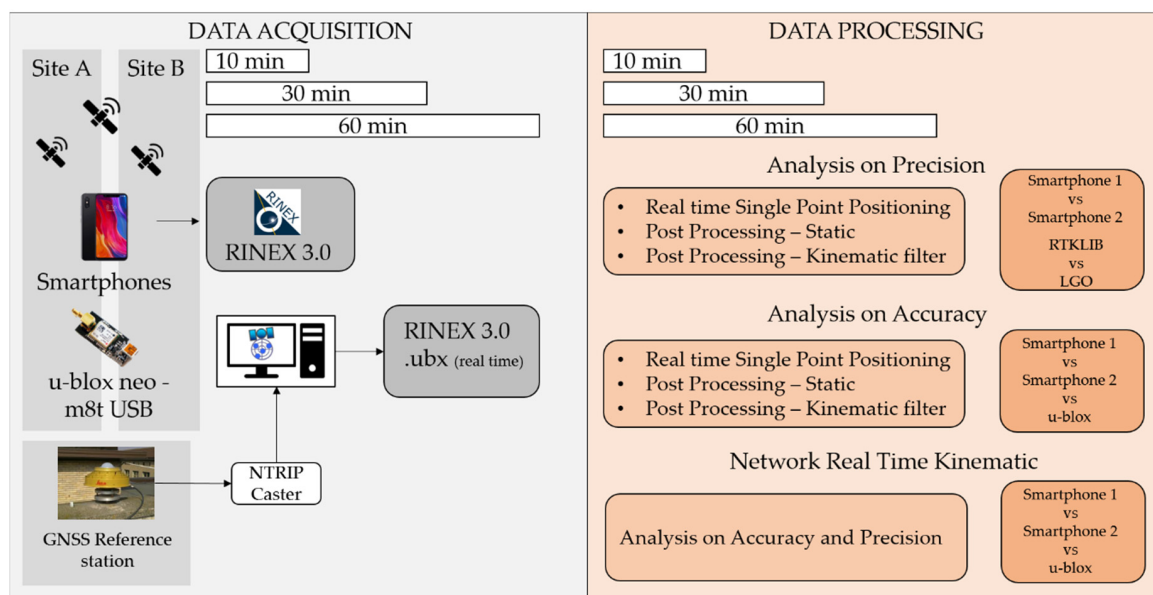 DATA ACQUISITION
Site A
Site B
10 min
30 min
60 min
RINEX
RINEX 3.0
Smartphones
RINEX 3.0
.ubx (real time)
u-blox neo -
m8t USB
NTRIP
Caster
GNSS Reference
station
DATA PROCESSING
10 min
30 min
60 min
Analysis on Precision
• Real time Single Point Positioning
• Post Processing – Static
• Post Processing – Kinematic filter
Smartphone 1
vs
Smartphone 2
RTKLIB
vs
LGO
Analysis on Accuracy
• Real time Single Point Positioning
• Post Processing – Static
• Post Processing – Kinematic filter
Smartphone 1
vs
Smartphone 2
vs
u-blox
Network Real Time Kinematic
Analysis on Accuracy and Precision
Smartphone 1
vs
Smartphone 2
vs
u-blox